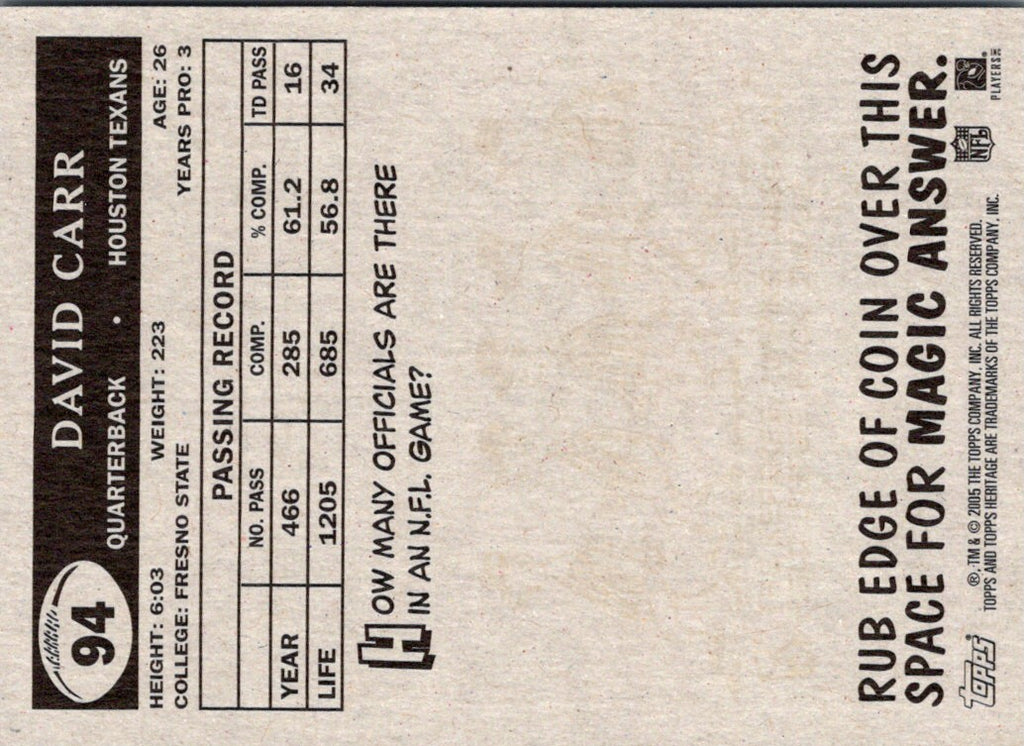 94
DAVID CARR
QUARTERBACK • HOUSTON TEXANS
HEIGHT: 6:03 WEIGHT: 223 AGE: 26
COLLEGE: FRESNO STATE YEARS PRO: 3
PASSING RECORD
NO. PASS COMP. % COMP. TD PASS
YEAR 466 285 61.2 16
LIFE 1205 685 56.8 34
HOW MANY OFFICIALS ARE THERE
IN AN N.F.L. GAME?
RUB EDGE OF COIN OVER THIS
SPACE FOR MAGIC ANSWER.
Topps®
®, TM & © 2005 THE TOPPS COMPANY, INC. ALL RIGHTS RESERVED.
TOPPS AND TOPPS HERITAGE ARE TRADEMARKS OF THE TOPPS COMPANY, INC.
NFL
PLAYERS INC